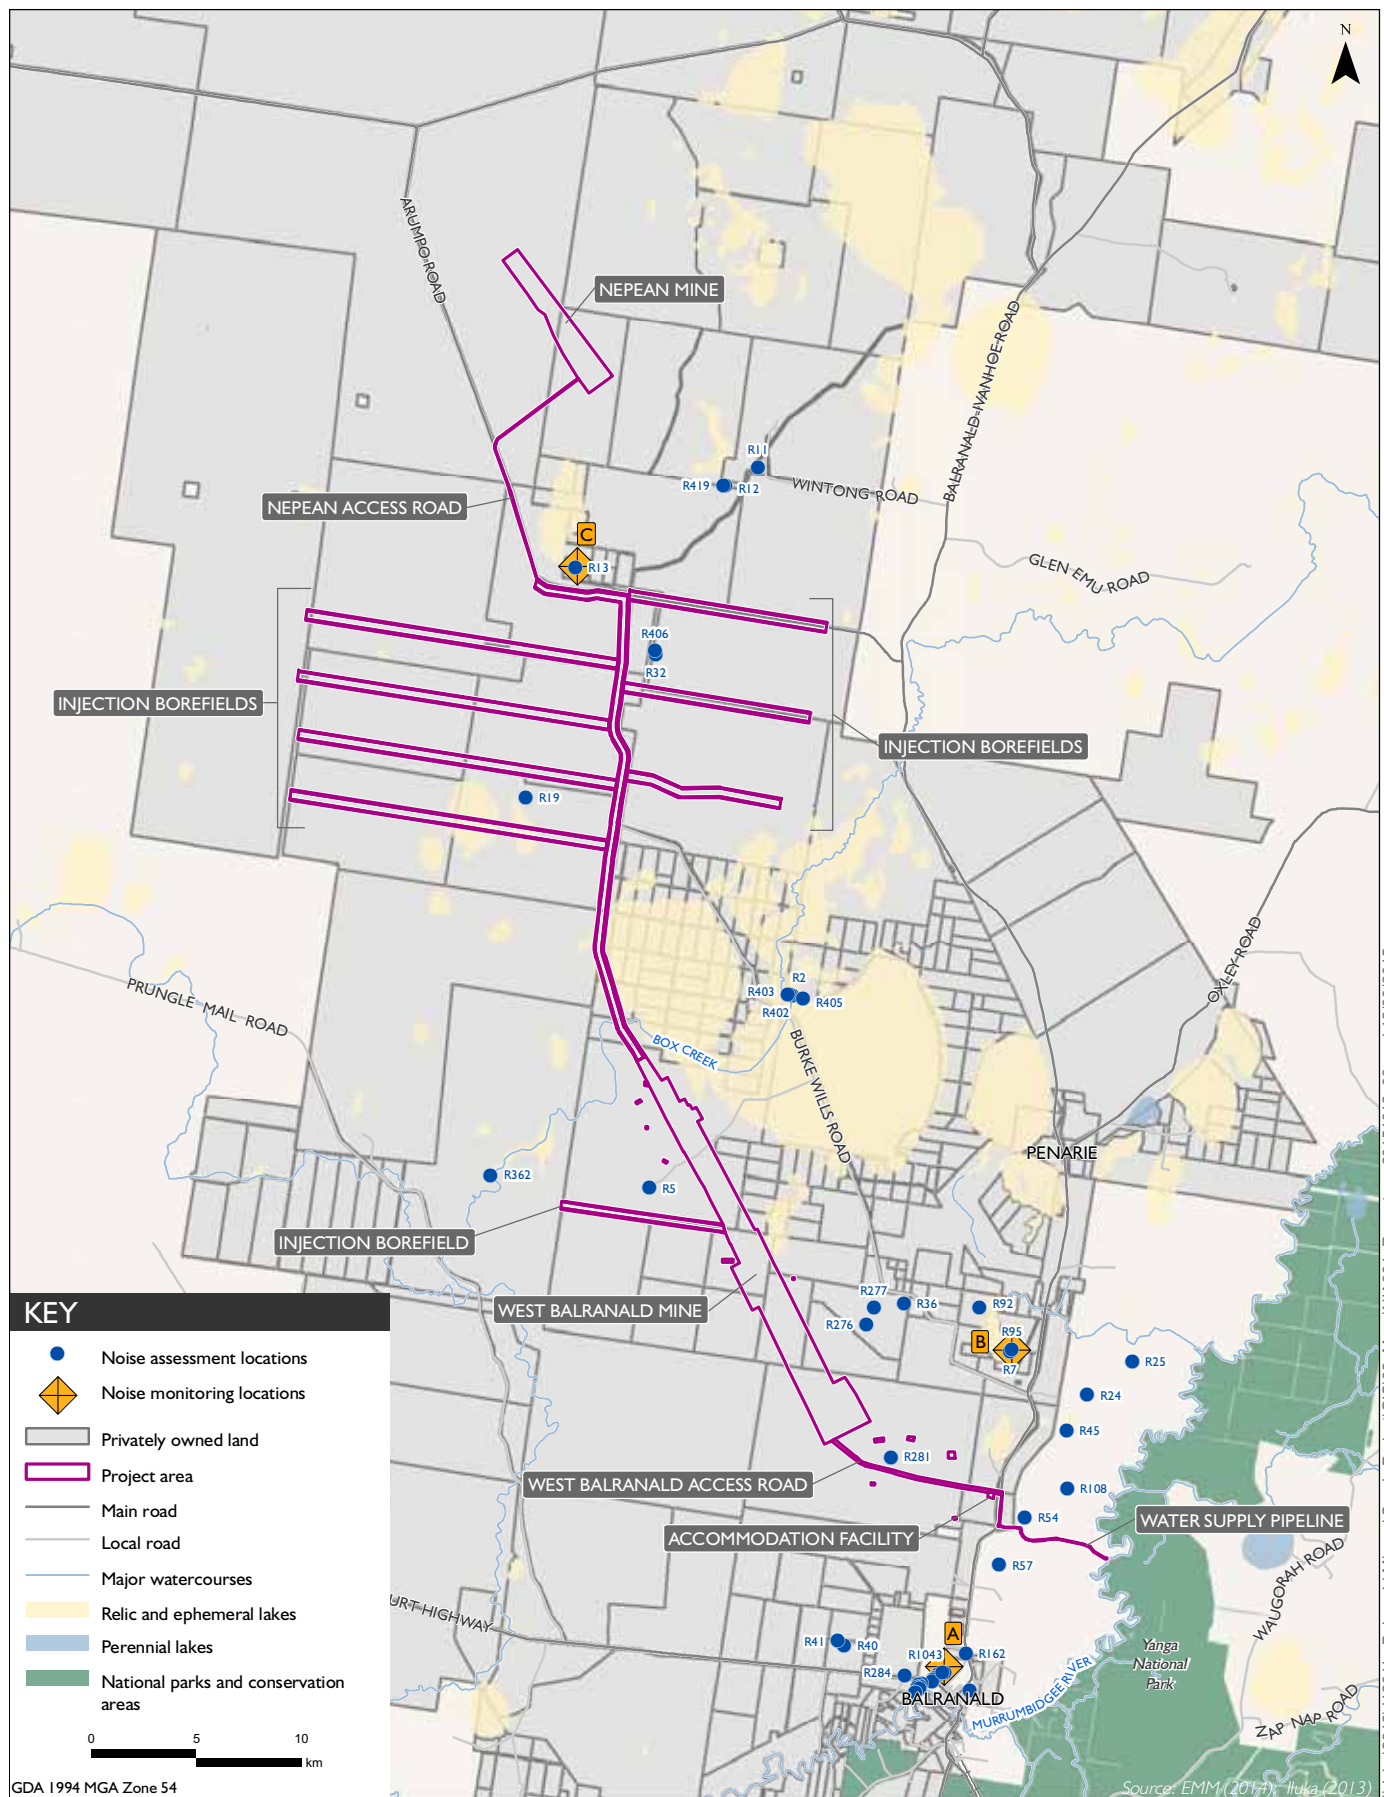 N
ARUMPO ROAD
NEPEAN MINE
BALRANALD-IVANHOE-ROAD
R11
R419
R12
WINTONG ROAD
NEPEAN ACCESS ROAD
C
R13
GLEN EMU ROAD
R406
R32
INJECTION BOREFIELDS
INJECTION BOREFIELDS
R19
OXLEY-ROAD
PRUNGLE MAIL ROAD
R2
R403
R405
R402
BOX CREEK
BURKE WILLS ROAD
PENARIE
R362
R5
INJECTION BOREFIELD
WEST BALRANALD MINE
R277
R36
R92
R276
B
R95
R7
R25
R24
R45
R281
WEST BALRANALD ACCESS ROAD
R108
R54
WATER SUPPLY PIPELINE
ACCOMMODATION FACILITY
R57
WAUGORAH ROAD
URT HIGHWAY
A
R41
R40
R1043
R162
R284
BALRANALD
MURRUMBIDGEE RIVER
Yanga
National
Park
ZAP NAP ROAD
KEY
Noise assessment locations
Noise monitoring locations
Privately owned land
Project area
Main road
Local road
Major watercourses
Relic and ephemeral lakes
Perennial lakes
National parks and conservation
areas
0 5 10
km
GDA 1994 MGA Zone 54
Source: EMM (2014); Iluka (2013)